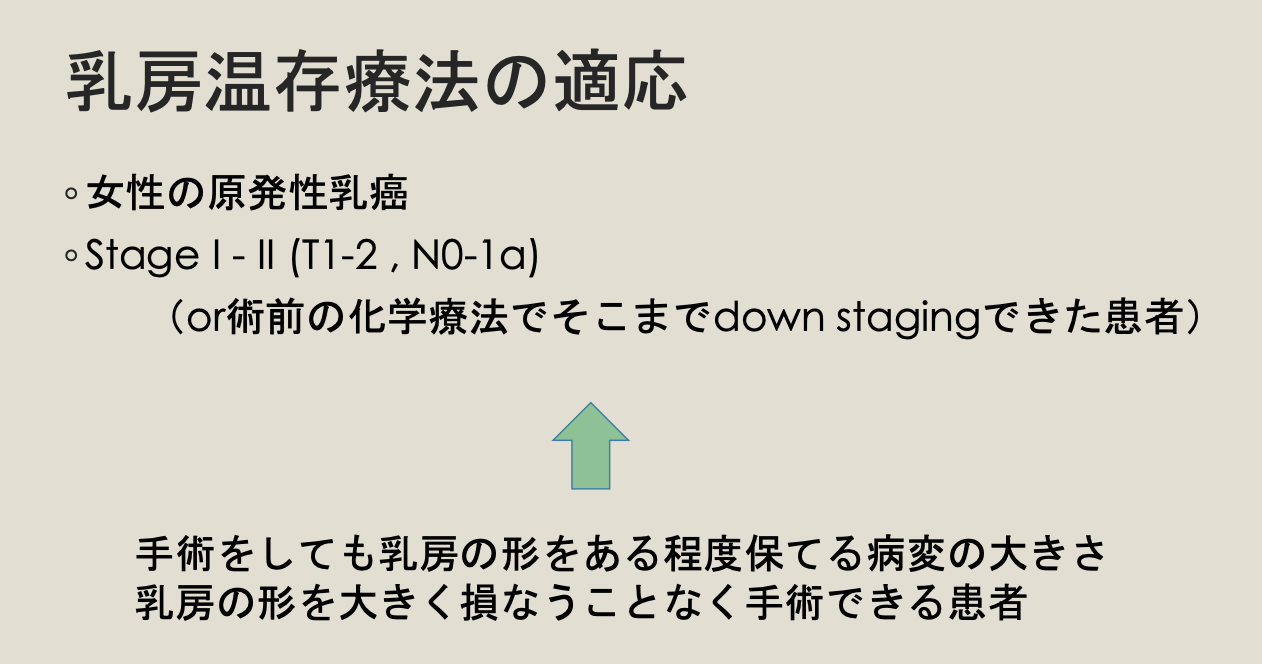 乳房温存療法の適応
◦女性の原発性乳癌
◦Stage I - II (T1-2 , N0-1a)
（or術前の化学療法でそこまでdown stagingできた患者）
手術をしても乳房の形をある程度保てる病変の大きさ
乳房の形を大きく損なうことなく手術できる患者